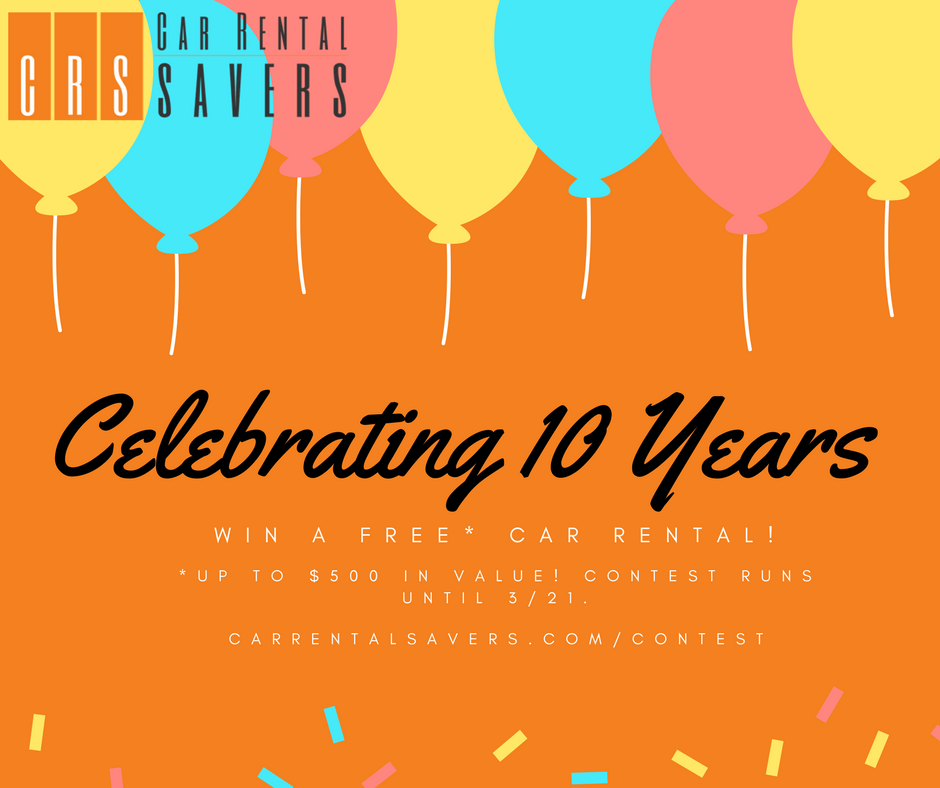 CRS
CAR RENTAL
SAVERS
Celebrating 10 Years
WIN A FREE* CAR RENTAL!
*UP TO $500 IN VALUE! CONTEST RUNS
UNTIL 3/21.
CARRENTALSAVERS.COM/CONTEST